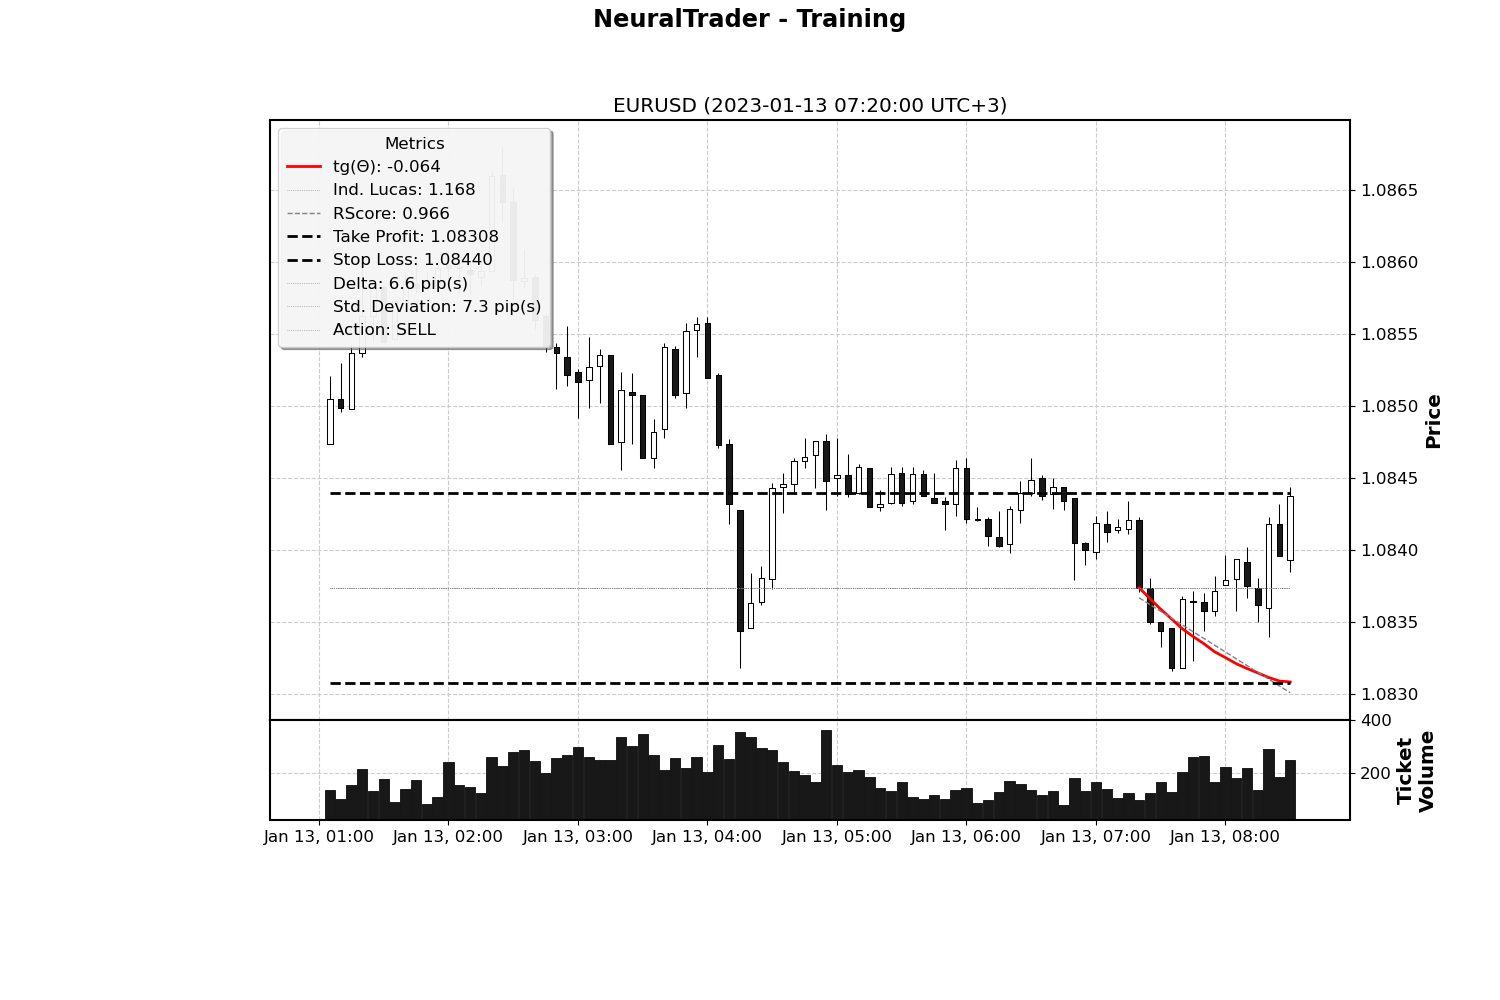 NeuralTrader - Training
EURUSD (2023-01-13 07:20:00 UTC+3)
Metrics
tg(Θ): -0.064
Ind. Lucas: 1.168
RScore: 0.966
Take Profit: 1.08308
Stop Loss: 1.08440
Delta: 6.6 pip(s)
Std. Deviation: 7.3 pip(s)
Action: SELL
1.0865
1.0860
1.0855
1.0850
1.0845
1.0840
1.0835
1.0830
Price
400
200
Ticket
Volume
Jan 13, 01:00
Jan 13, 02:00
Jan 13, 03:00
Jan 13, 04:00
Jan 13, 05:00
Jan 13, 06:00
Jan 13, 07:00
Jan 13, 08:00